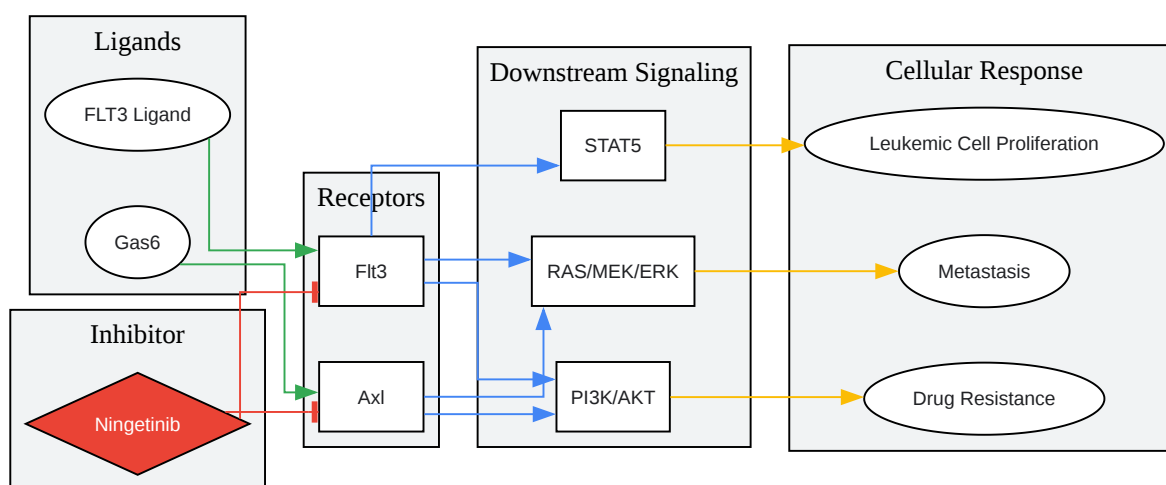 Ligands
FLT3 Ligand
Gas6
Inhibitor
Ningetinib
Receptors
Flt3
Axl
Downstream Signaling
STAT5
RAS/MEK/ERK
PI3K/AKT
Cellular Response
Leukemic Cell Proliferation
Metastasis
Drug Resistance